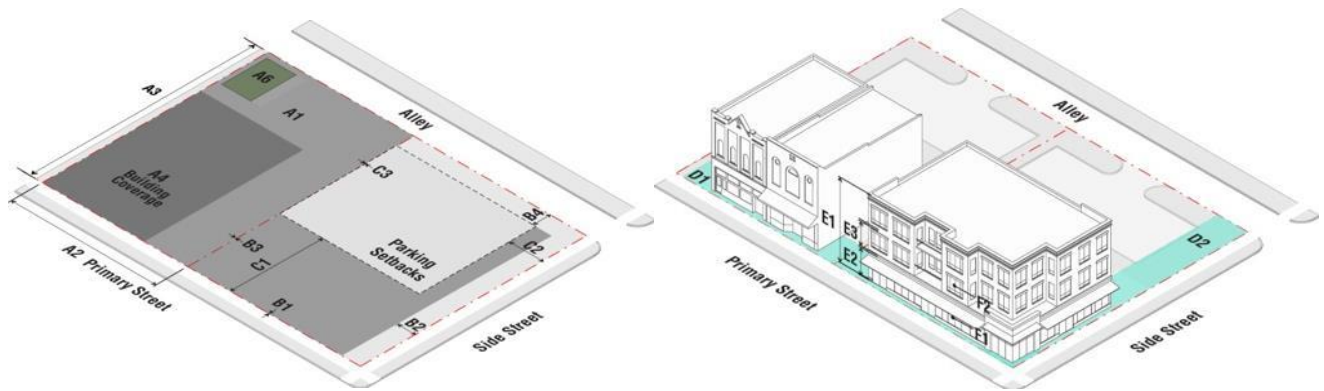 A6
A3
A1
Alley
A4
Building
Coverage
C3
B4
A2 Primary Street
B3
C1
Parking
Setbacks
C2
B1
B2
Side Street
Alley
D1
E1
E3
E2
D2
Primary Street
F2
F1
Side Street